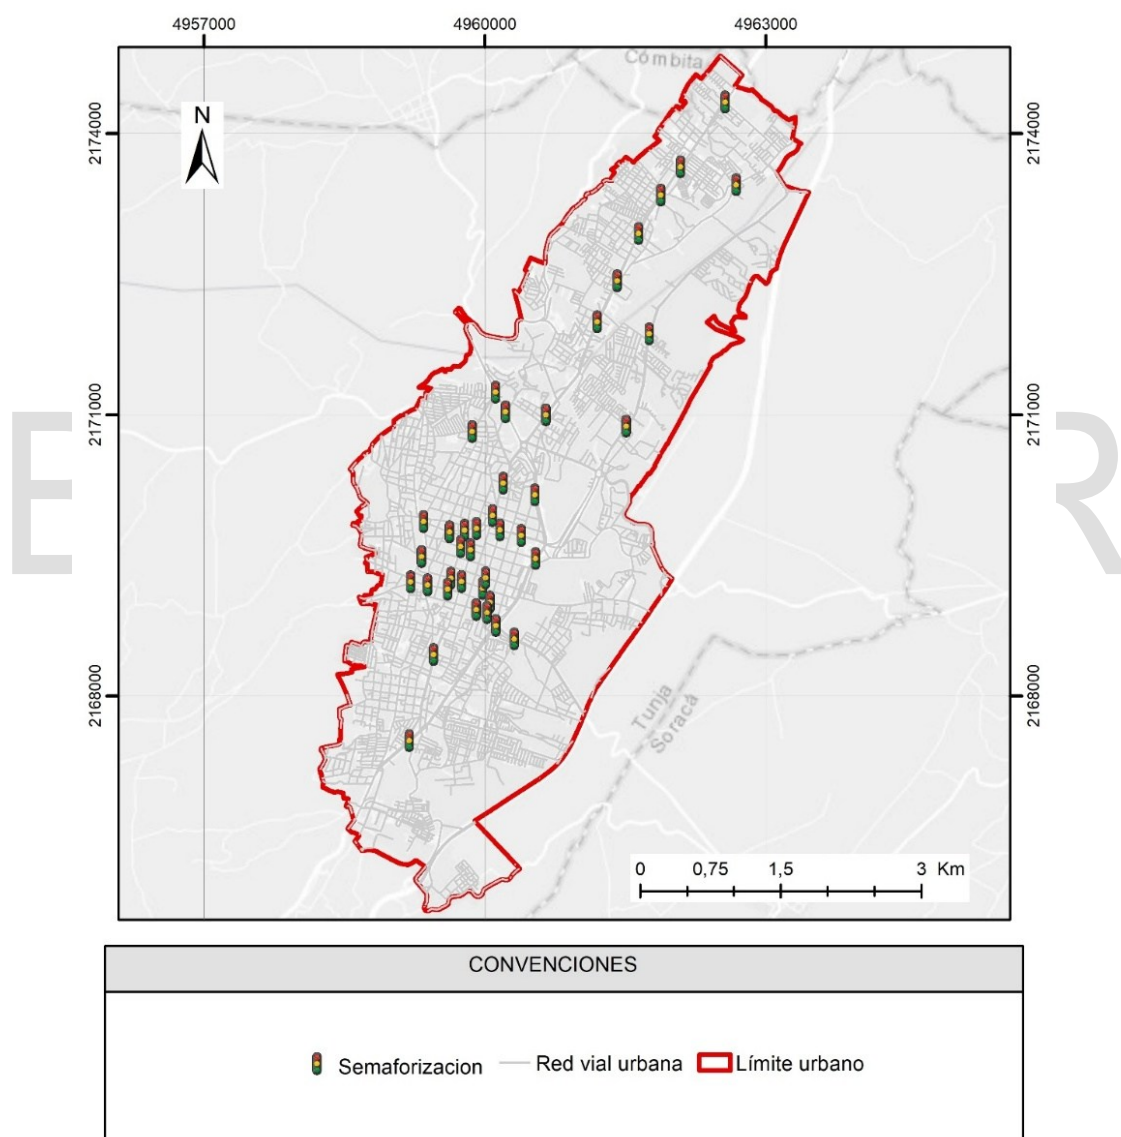 4957000 4960000 4963000
Cómbita
N
2174000 2174000
2171000 2171000
E R
2168000 2168000
Tunja
Soracá
0 0,75 1,5 3 Km
CONVENCIONES
Semaforizacion Red vial urbana Límite urbano